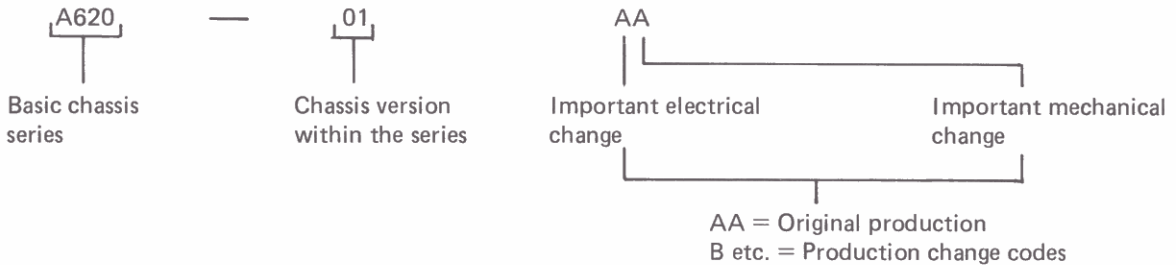 A620 — 01 AA
Basic chassis
series
Chassis version
within the series
Important electrical
change
Important mechanical
change
AA = Original production
B etc. = Production change codes